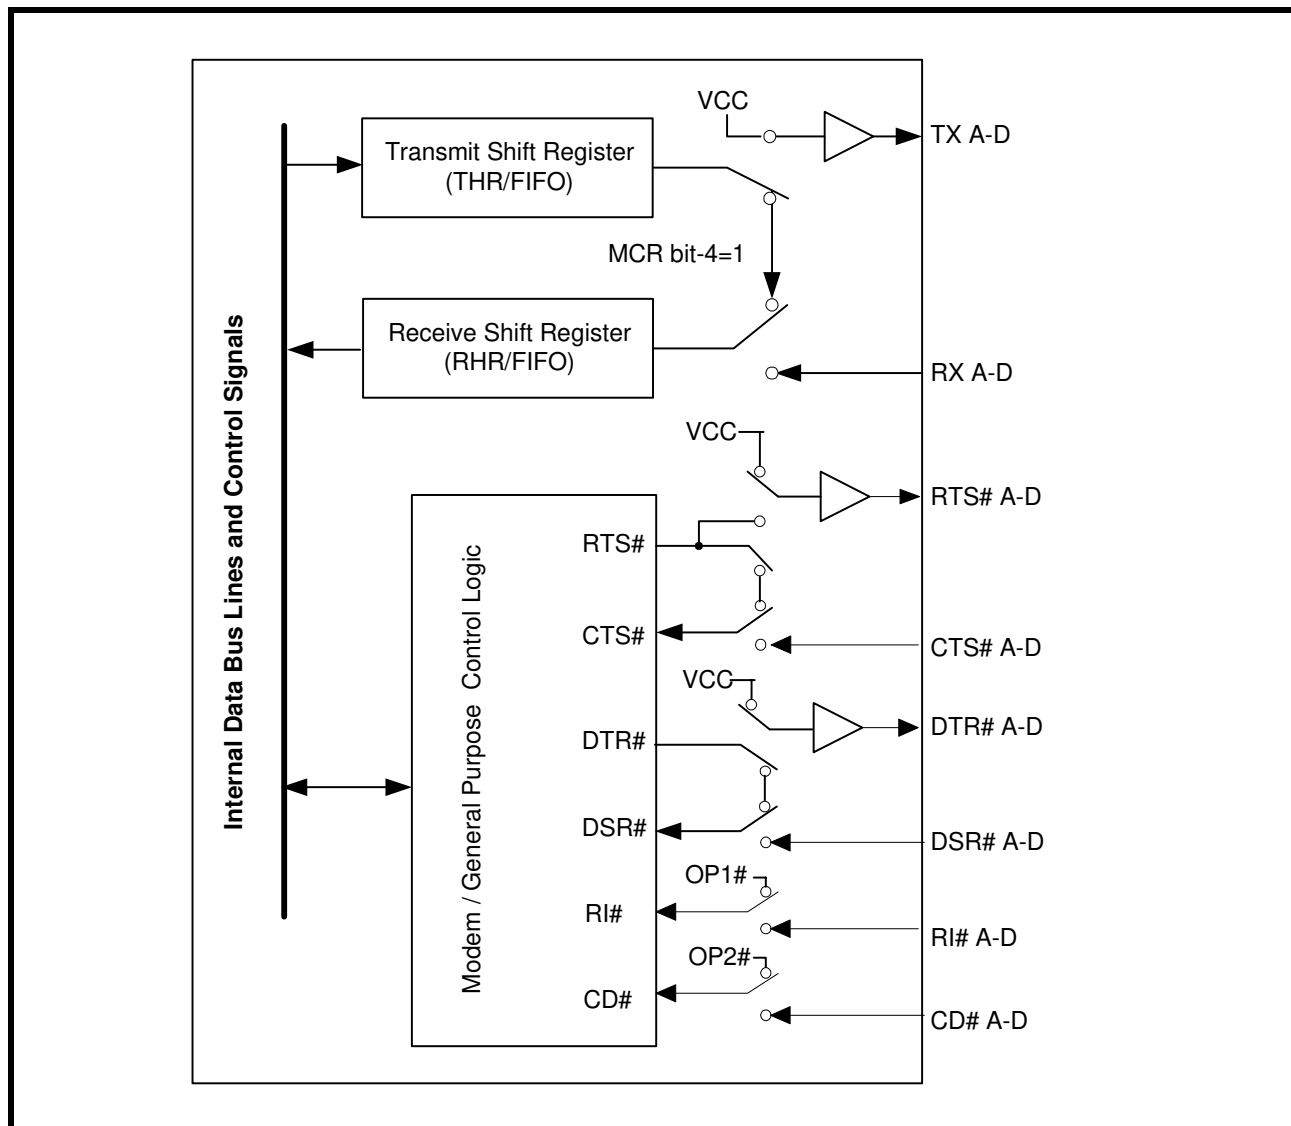 VCC
TX A-D
Transmit Shift Register
(THR/FIFO)
MCR bit-4=1
Receive Shift Register
(RHR/FIFO)
RX A-D
Internal Data Bus Lines and Control Signals
VCC
RTS# A-D
Modem / General Purpose Control Logic
RTS#
CTS#
CTS# A-D
VCC
DTR# A-D
DTR#
DSR#
DSR# A-D
OP1#
RI#
RI# A-D
OP2#
CD#
CD# A-D